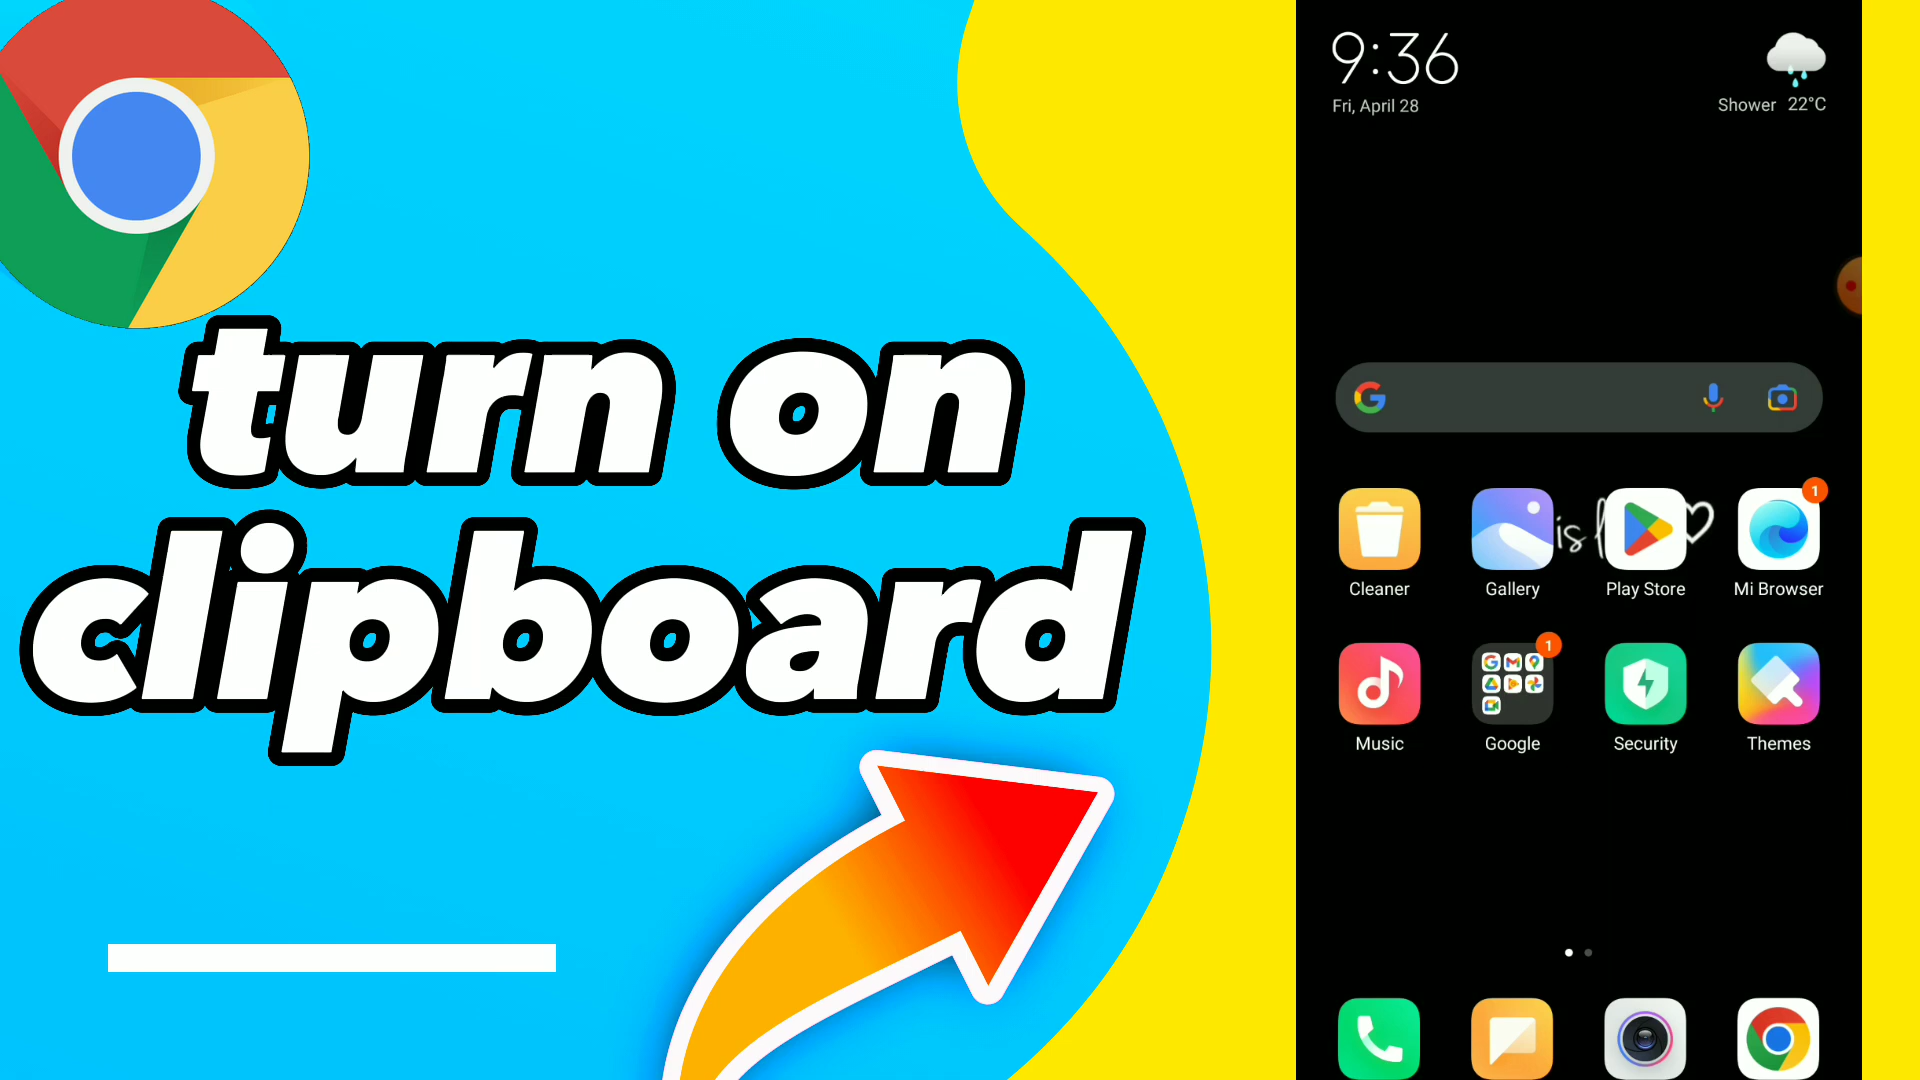 turn on
clipboard
9:36
Fri, April 28
Shower 22°C
is
1
Cleaner
Gallery
Play Store
Mi Browser
1
Music
Google
Security
Themes